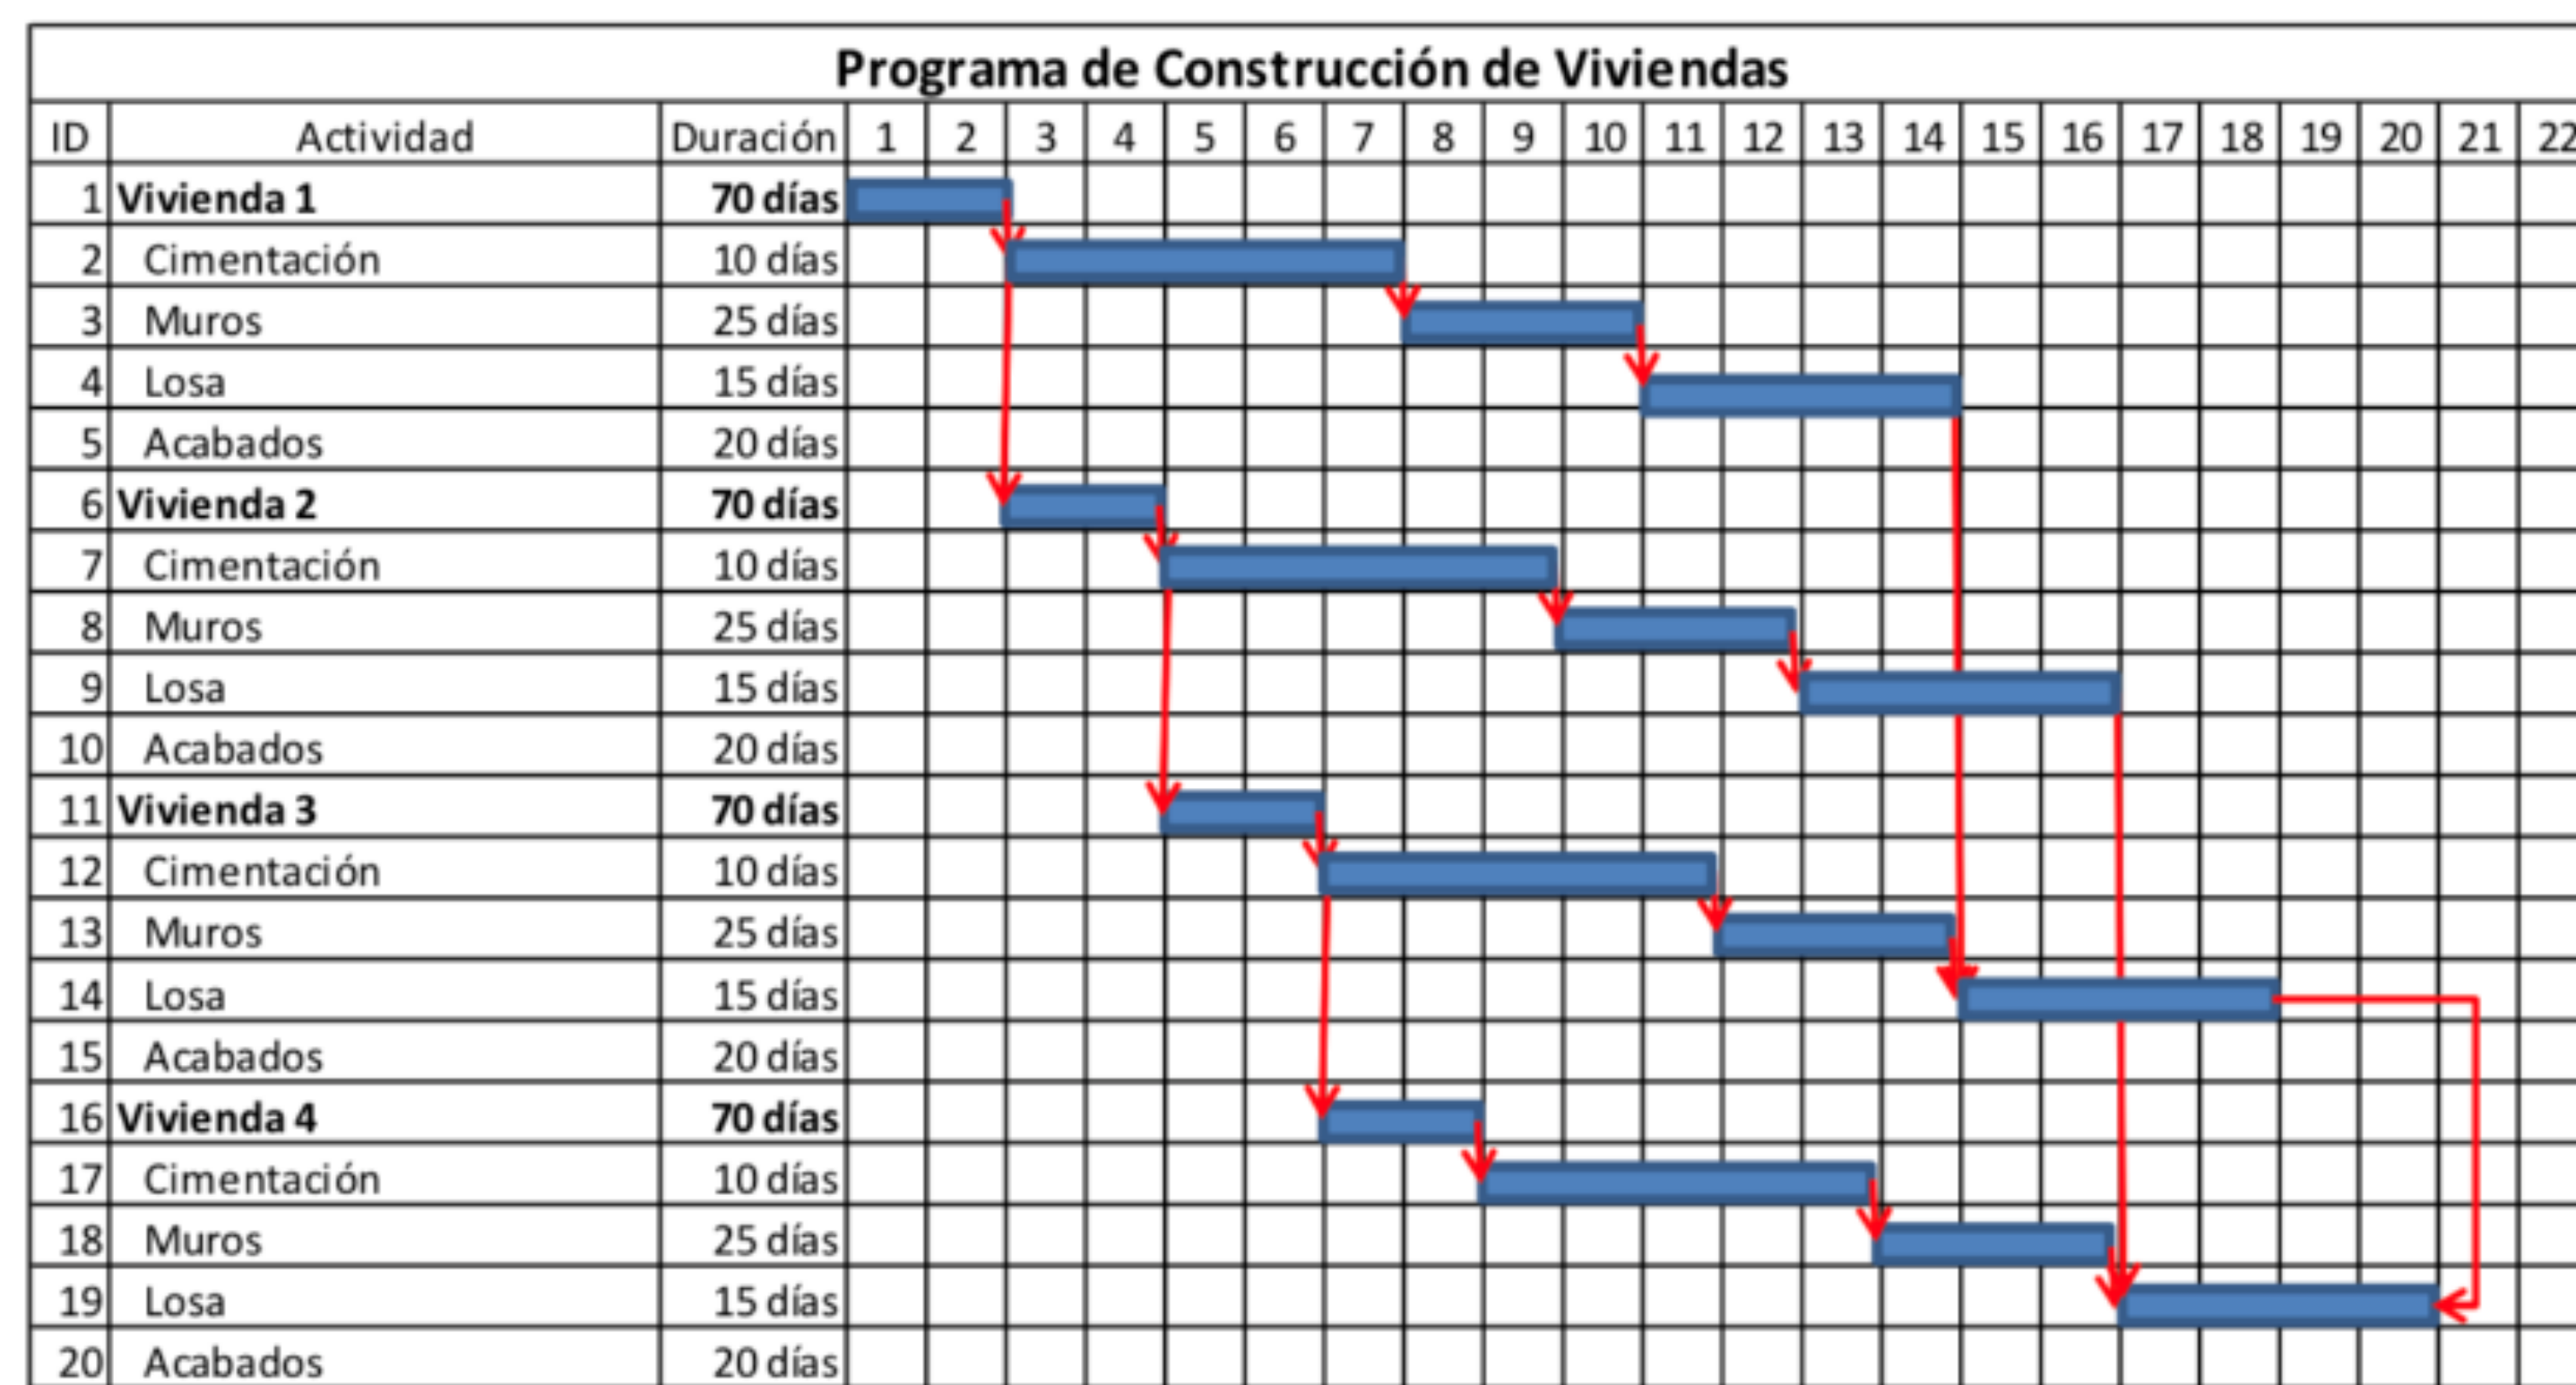 Programa de Construcción de Viviendas
ID Actividad Duración 1 2 3 4 5 6 7 8 9 10 11 12 13 14 15 16 17 18 19 20 21 22
1 Vivienda 1 70 días
2 Cimentación 10 días
3 Muros 25 días
4 Losa 15 días
5 Acabados 20 días
6 Vivienda 2 70 días
7 Cimentación 10 días
8 Muros 25 días
9 Losa 15 días
10 Acabados 20 días
11 Vivienda 3 70 días
12 Cimentación 10 días
13 Muros 25 días
14 Losa 15 días
15 Acabados 20 días
16 Vivienda 4 70 días
17 Cimentación 10 días
18 Muros 25 días
19 Losa 15 días
20 Acabados 20 días